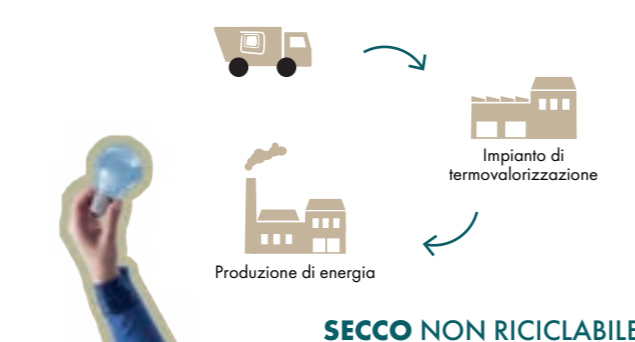 Impianto di
termovalorizzazione
Produzione di energia
SECCO NON RICICLABILE